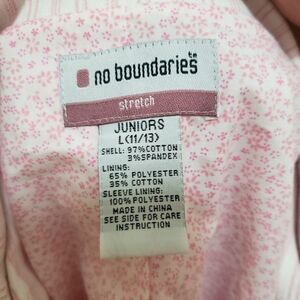 no boundaries™
stretch
JUNIORS
L(11/13)
SHELL: 97%COTTON
3%SPANDEX
LINING:
65% POLYESTER
35% COTTON
SLEEVE LINING:
100% POLYESTER
MADE IN CHINA
SEE SIDE FOR CARE
INSTRUCTION